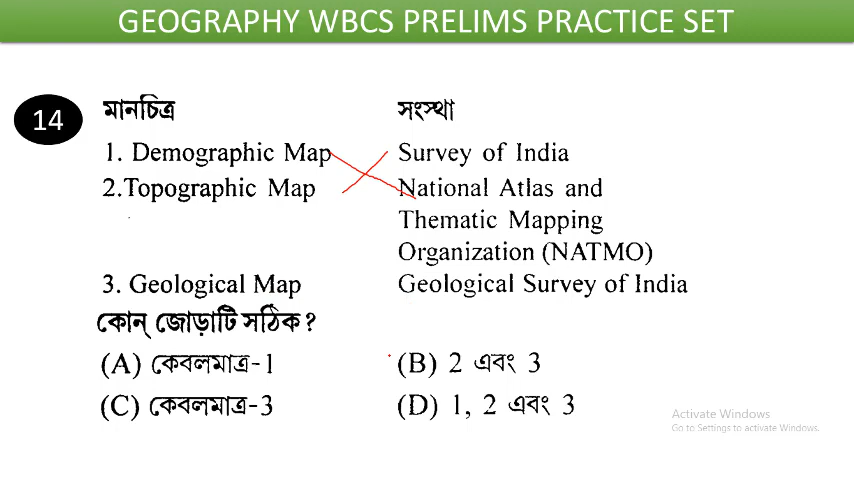 GEOGRAPHY WBCS PRELIMS PRACTICE SET
14
মানচিত্র সংস্থা
1. Demographic Map Survey of India
2.Topographic Map National Atlas and
Thematic Mapping
Organization (NATMO)
3. Geological Map Geological Survey of India
কোন্ জোড়াটি সঠিক?
(A) কেবলমাত্র-1 (B) 2 এবং 3
(C) কেবলমাত্র-3 (D) 1, 2 এবং 3
Activate Windows
Go to Settings to activate Windows.